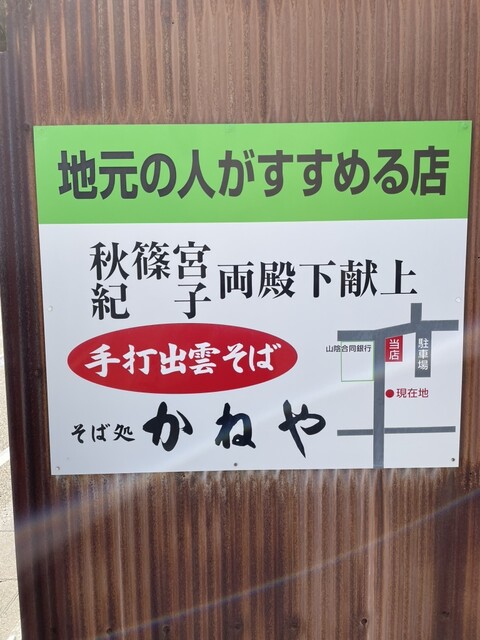 地元の人がすすめる店
秋篠宮
紀子
両殿下献上
手打出雲そば
そば処 かねや
山陰合同銀行
当店
駐車場
現在地